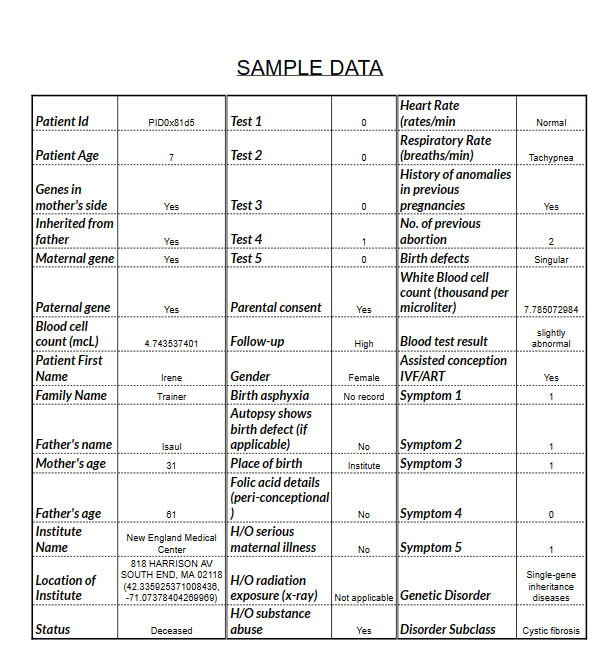 SAMPLE DATA
Patient Id PID0x81d5 Test 1 0 Heart Rate (rates/min Normal
Patient Age 7 Test 2 0 Respiratory Rate (breaths/min) Tachypnea
Genes in mother's side Yes Test 3 0 History of anomalies in previous pregnancies Yes
Inherited from father Yes Test 4 1 No. of previous abortion 2
Maternal gene Yes Test 5 0 Birth defects Singular
Paternal gene Yes Parental consent Yes White Blood cell count (thousand per microliter) 7.785072984
Blood cell count (mcL) 4.743537401 Follow-up High Blood test result slightly abnormal
Patient First Name Irene Gender Female Assisted conception IVF/ART Yes
Family Name Trainer Birth asphyxia No record Symptom 1 1
Father's name Isaul Autopsy shows birth defect (if applicable) No Symptom 2 1
Mother's age 31 Place of birth Institute Symptom 3 1
Father's age 61 Folic acid details (peri-conceptional ) No Symptom 4 0
Institute Name New England Medical Center H/O serious maternal illness No Symptom 5 1
Location of Institute 818 HARRISON AV SOUTH END, MA 02118 (42.335925371008436, -71.07378404269969) H/O radiation exposure (x-ray) Not applicable Genetic Disorder Single-gene inheritance diseases
Status Deceased H/O substance abuse Yes Disorder Subclass Cystic fibrosis